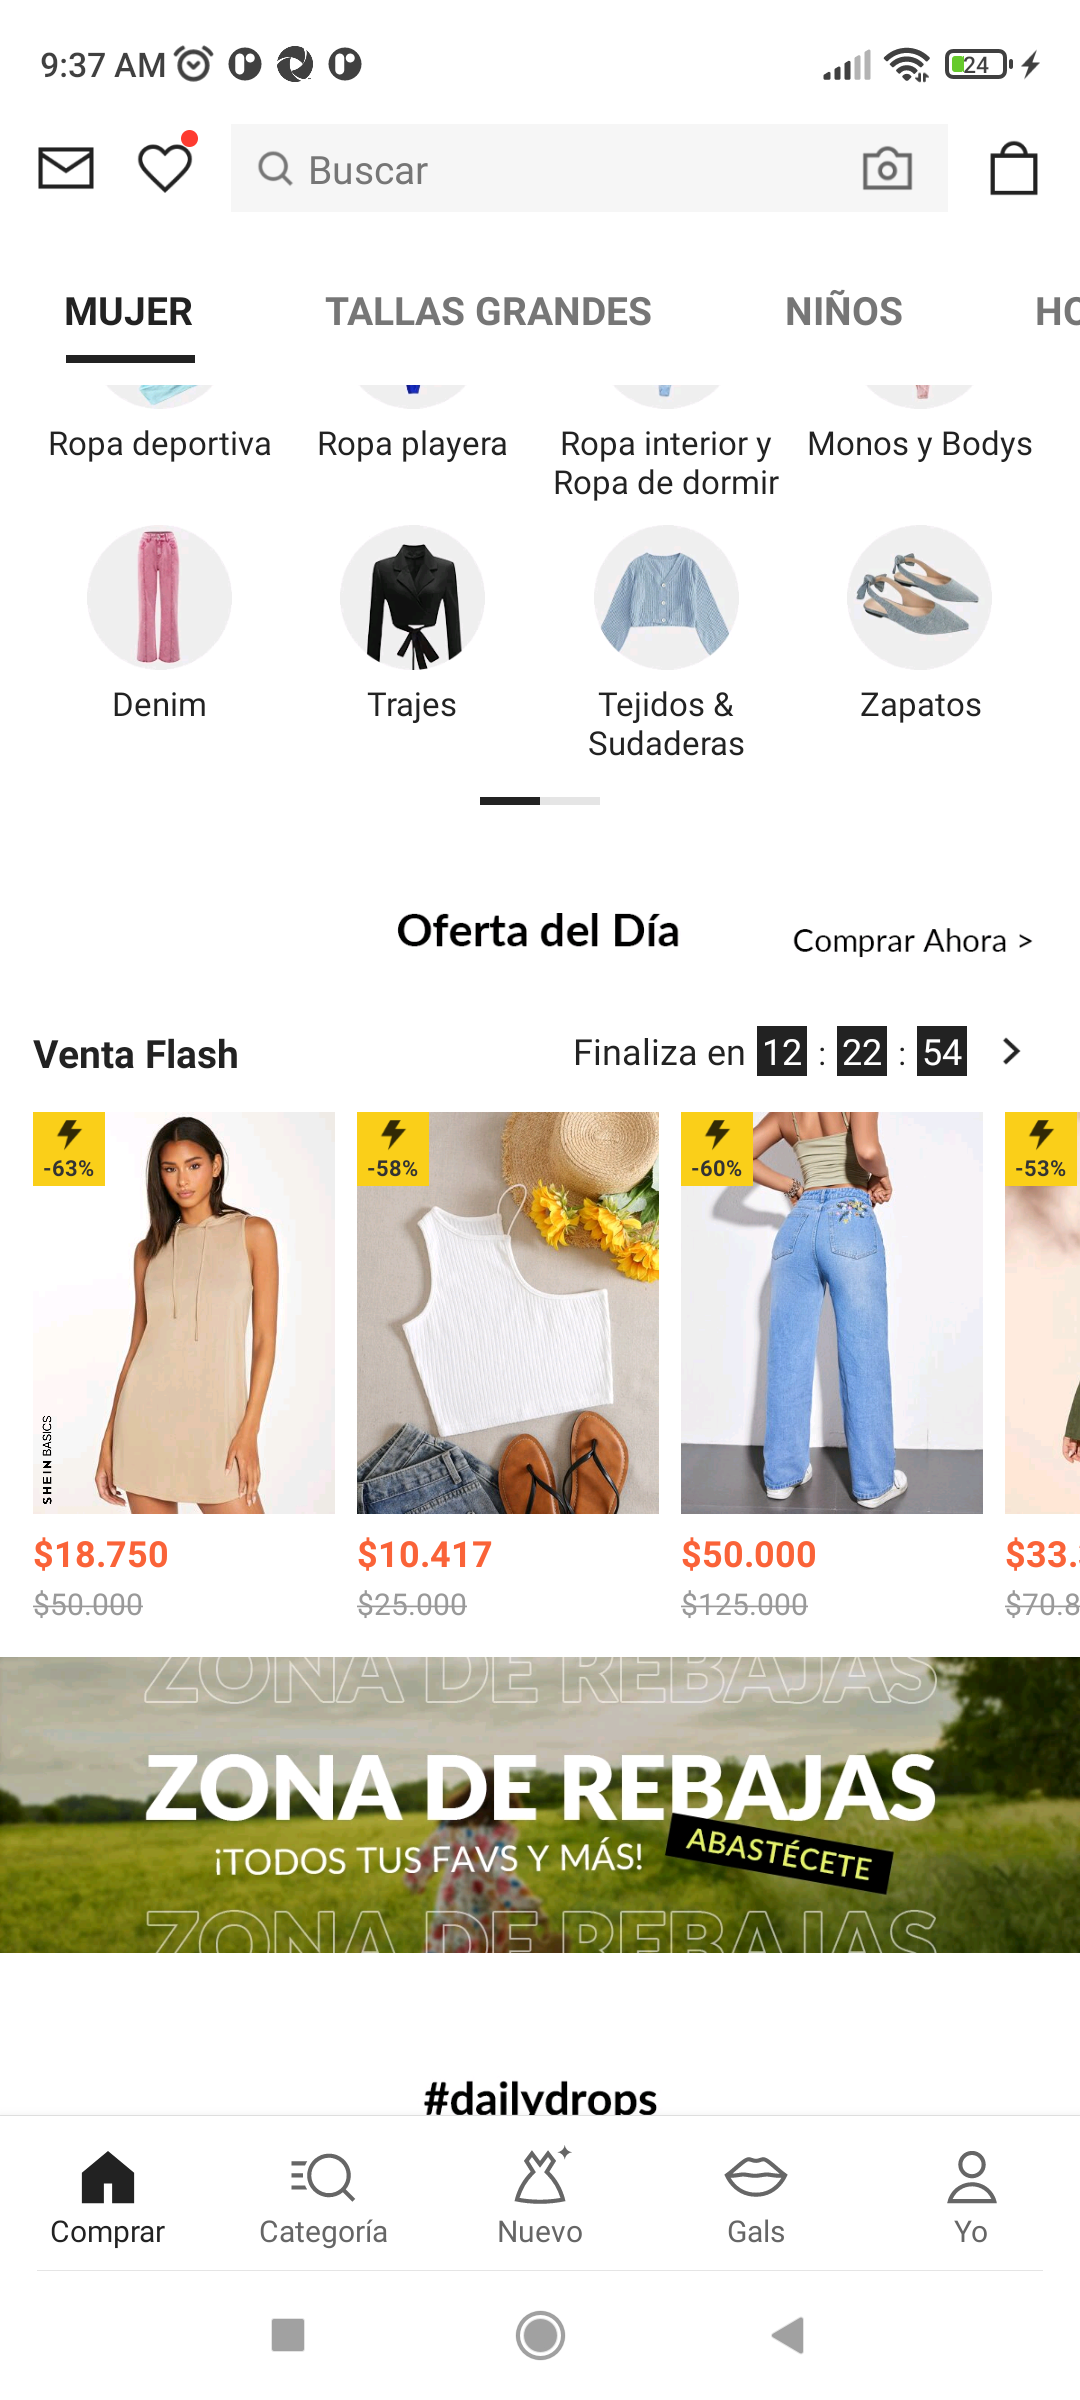 9:37 AM
24
Buscar
MUJER
TALLAS GRANDES
NIÑOS
HO
Ropa deportiva
Ropa playera
Ropa interior y
Ropa de dormir
Monos y Bodys
Denim
Trajes
Tejidos &
Sudaderas
Zapatos
Oferta del Día
Comprar Ahora >
Venta Flash
Finaliza en 12 : 22 : 54
-63%
-58%
-60%
-53%
SHEIN BASICS
$18.750
$10.417
$50.000
$33.
$50.000
$25.000
$125.000
$70.8
ZONA DE REBAJAS
ZONA DE REBAJAS
¡TODOS TUS FAVS Y MÁS!
ABASTÉCETE
ZONA DE REBAJAS
#dailydrops
Comprar
Categoría
Nuevo
Gals
Yo